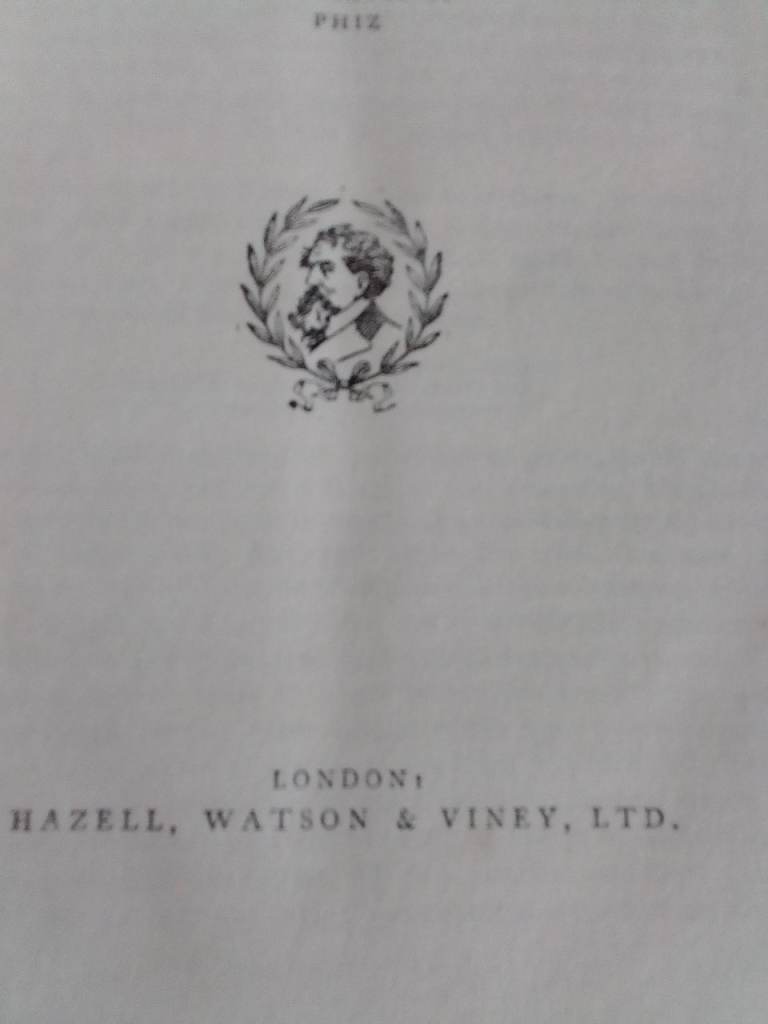 PHIZ
LONDON:
HAZELL, WATSON & VINEY, LTD.